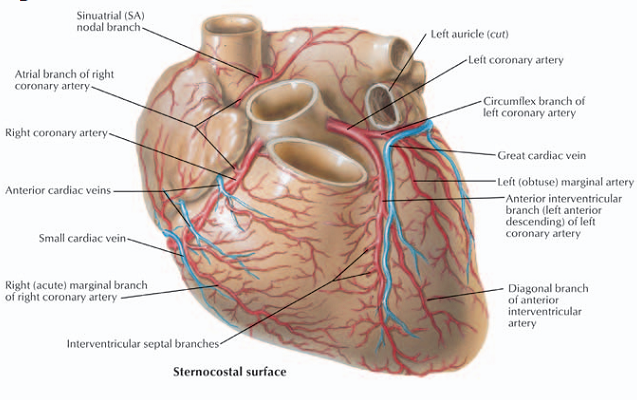 Sinuatrial (SA)
nodal branch
Atrial branch of right
coronary artery
Right coronary artery
Anterior cardiac veins
Small cardiac vein
Right (acute) marginal branch
of right coronary artery
Interventricular septal branches
Left auricle (cut)
Left coronary artery
Circumflex branch of
left coronary artery
Great cardiac vein
Left (obtuse) marginal artery
Anterior interventricular
branch (left anterior
descending) of left
coronary artery
Diagonal branch
of anterior
interventricular
artery
Sternocostal surface